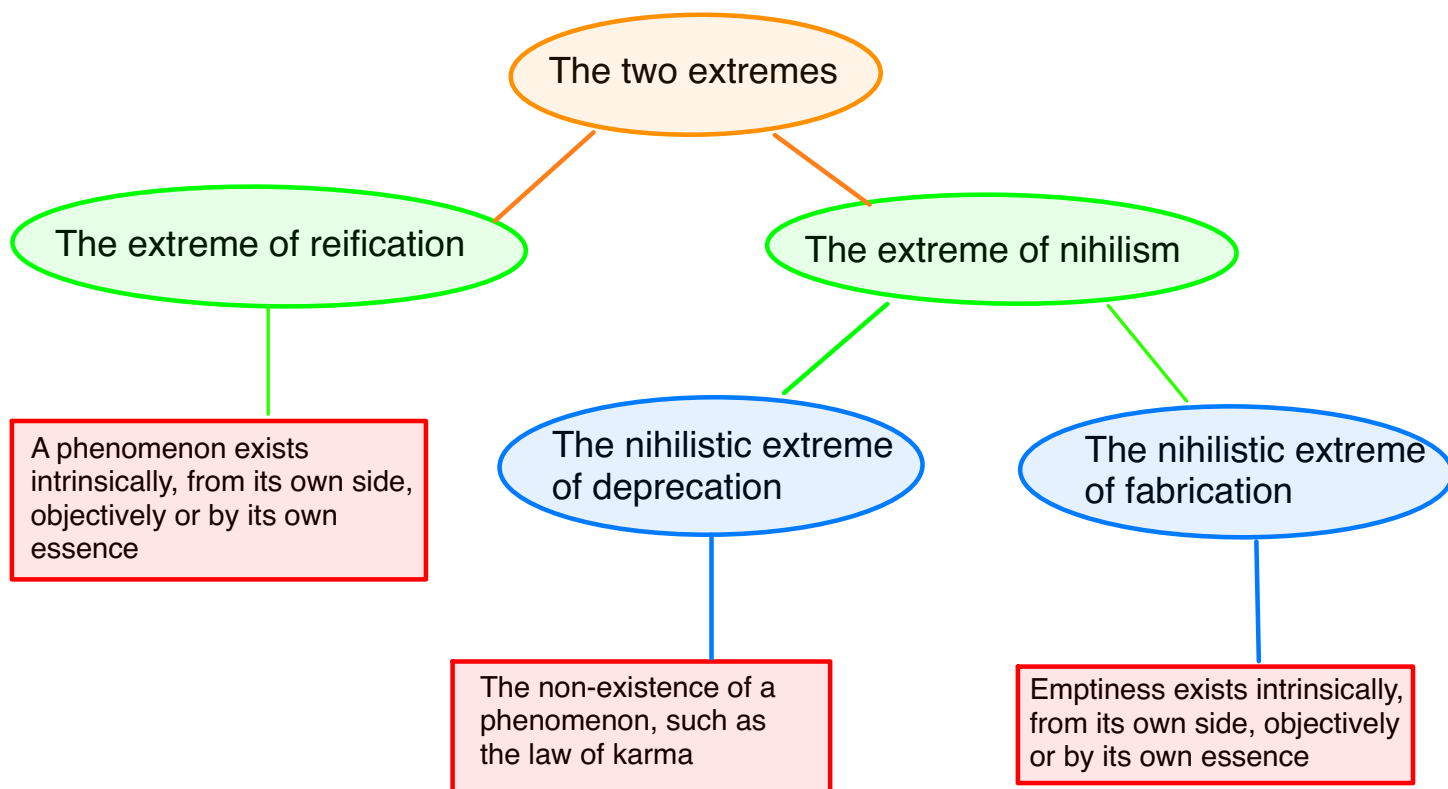 The two extremes
The extreme of reification
The extreme of nihilism
A phenomenon exists
intrinsically, from its own side,
objectively or by its own
essence
The nihilistic extreme
of deprecation
The nihilistic extreme
of fabrication
The non-existence of a
phenomenon, such as
the law of karma
Emptiness exists intrinsically,
from its own side, objectively
or by its own essence